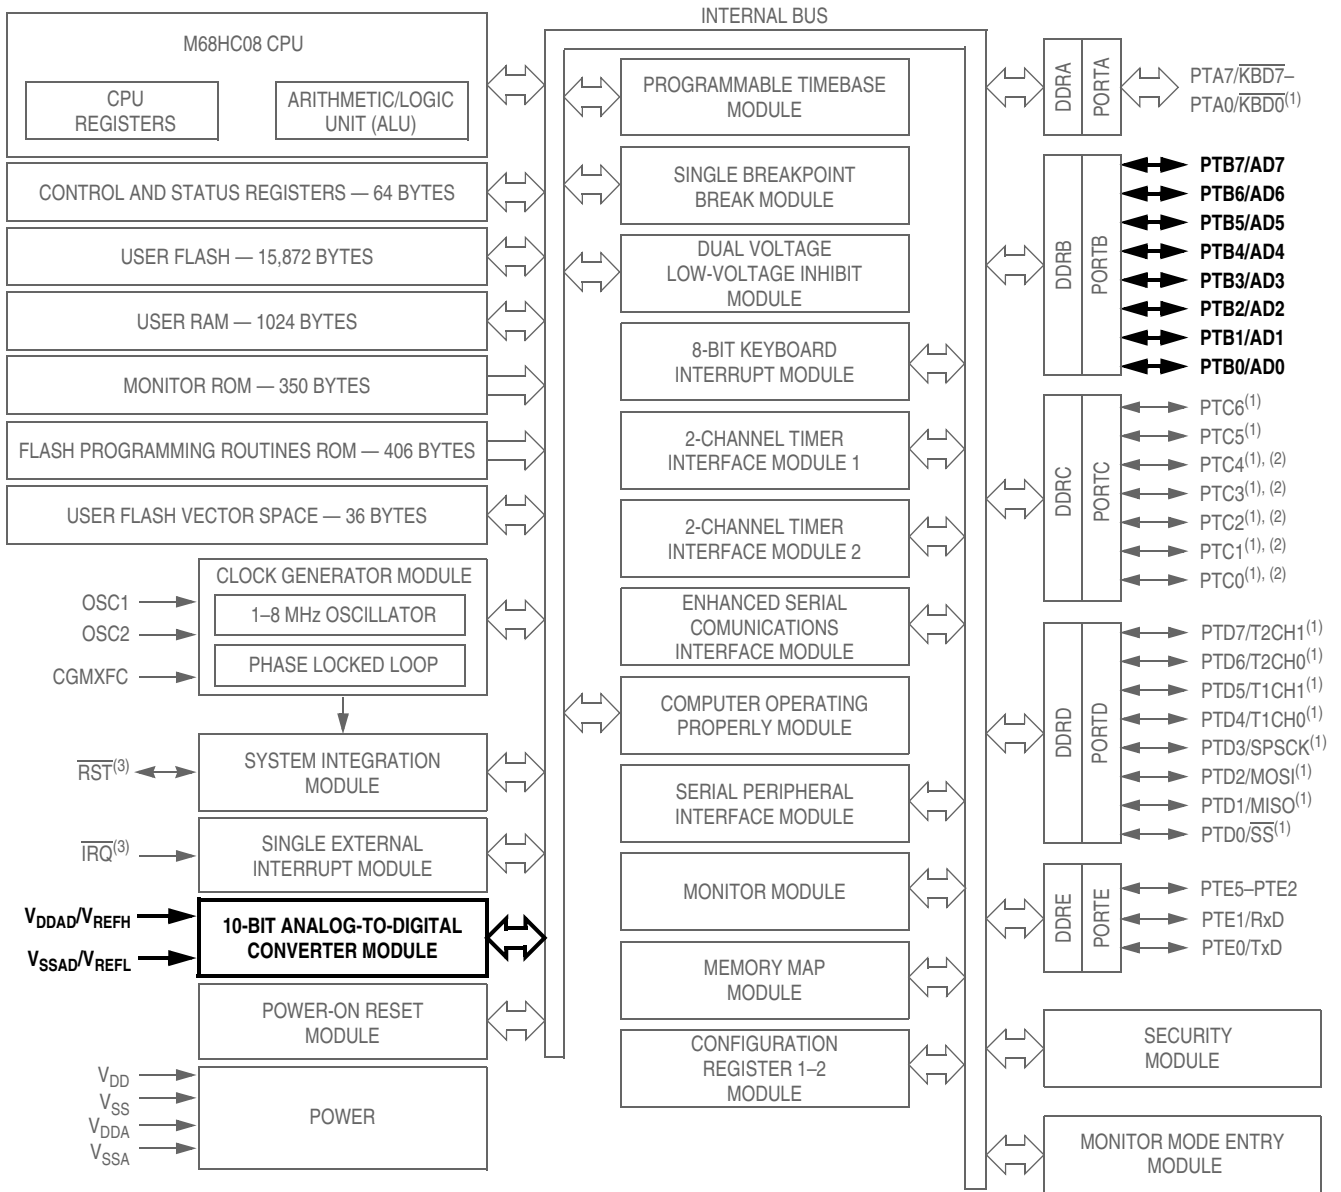 INTERNAL BUS
M68HC08 CPU
CPU
REGISTERS
ARITHMETIC/LOGIC
UNIT (ALU)
CONTROL AND STATUS REGISTERS — 64 BYTES
USER FLASH — 15,872 BYTES
USER RAM — 1024 BYTES
MONITOR ROM — 350 BYTES
FLASH PROGRAMMING ROUTINES ROM — 406 BYTES
USER FLASH VECTOR SPACE — 36 BYTES
CLOCK GENERATOR MODULE
1–8 MHz OSCILLATOR
PHASE LOCKED LOOP
OSC1
OSC2
CGMXFC
SYSTEM INTEGRATION
MODULE
RST(3)
SINGLE EXTERNAL
INTERRUPT MODULE
IRQ(3)
10-BIT ANALOG-TO-DIGITAL
CONVERTER MODULE
VDDAD/VREFH
VSSAD/VREFL
POWER-ON RESET
MODULE
POWER
VDD
VSS
VDDA
VSSA
PROGRAMMABLE TIMEBASE
MODULE
SINGLE BREAKPOINT
BREAK MODULE
DUAL VOLTAGE
LOW-VOLTAGE INHIBIT
MODULE
8-BIT KEYBOARD
INTERRUPT MODULE
2-CHANNEL TIMER
INTERFACE MODULE 1
2-CHANNEL TIMER
INTERFACE MODULE 2
ENHANCED SERIAL
COMUNICATIONS
INTERFACE MODULE
COMPUTER OPERATING
PROPERLY MODULE
SERIAL PERIPHERAL
INTERFACE MODULE
MONITOR MODULE
MEMORY MAP
MODULE
CONFIGURATION
REGISTER 1–2
MODULE
DDRA
PORTA
PTA7/KBD7–
PTA0/KBD0(1)
DDRB
PORTB
PTB7/AD7
PTB6/AD6
PTB5/AD5
PTB4/AD4
PTB3/AD3
PTB2/AD2
PTB1/AD1
PTB0/AD0
DDRC
PORTC
PTC6(1)
PTC5(1)
PTC4(1), (2)
PTC3(1), (2)
PTC2(1), (2)
PTC1(1), (2)
PTC0(1), (2)
DDRD
PORTD
PTD7/T2CH1(1)
PTD6/T2CH0(1)
PTD5/T1CH1(1)
PTD4/T1CH0(1)
PTD3/SPSCK(1)
PTD2/MOSI(1)
PTD1/MISO(1)
PTD0/SS(1)
DDRE
PORTE
PTE5–PTE2
PTE1/RxD
PTE0/TxD
SECURITY
MODULE
MONITOR MODE ENTRY
MODULE